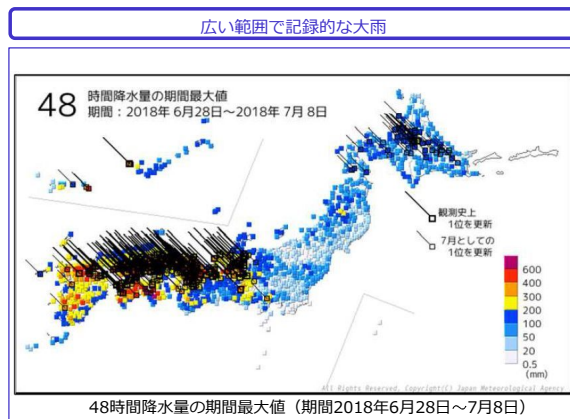 広い範囲で記録的な大雨
48 時間降水量の期間最大値
期間：2018年 6月28日～2018年 7月 8日
観測史上
1位を更新
7月としての
1位を更新
600
400
300
200
100
50
20
0.5
(mm)
All Rights Reserved, Copyright(C) Japan Meteorological Agency
48時間降水量の期間最大値（期間2018年6月28日～7月8日）